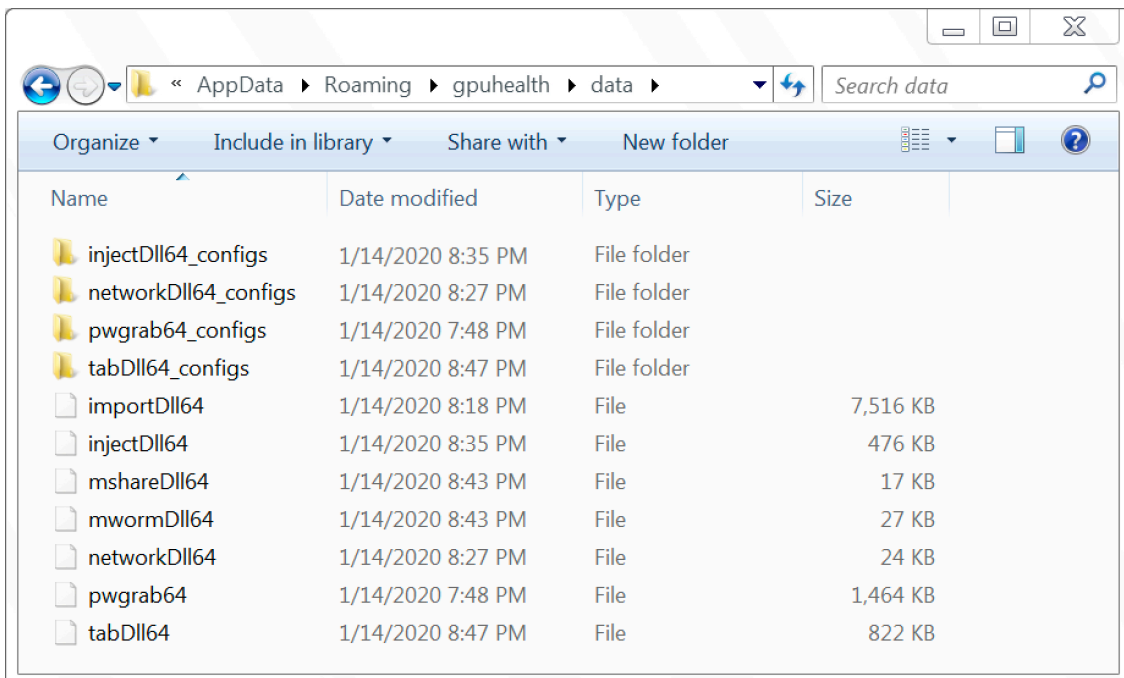 « AppData ▸ Roaming ▸ gpuhealth ▸ data ▸ Search data
Organize Include in library Share with New folder
Name Date modified Type Size
injectDll64_configs 1/14/2020 8:35 PM File folder
networkDll64_configs 1/14/2020 8:27 PM File folder
pwgrab64_configs 1/14/2020 7:48 PM File folder
tabDll64_configs 1/14/2020 8:47 PM File folder
importDll64 1/14/2020 8:18 PM File 7,516 KB
injectDll64 1/14/2020 8:35 PM File 476 KB
mshareDll64 1/14/2020 8:43 PM File 17 KB
mwormDll64 1/14/2020 8:43 PM File 27 KB
networkDll64 1/14/2020 8:27 PM File 24 KB
pwgrab64 1/14/2020 7:48 PM File 1,464 KB
tabDll64 1/14/2020 8:47 PM File 822 KB